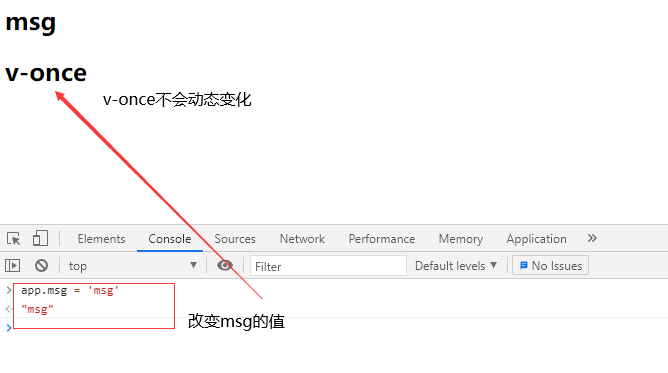 msg
v-once
v-once不会动态变化
Elements Console Sources Network Performance Memory Application »
top ▼ Filter Default levels ▼ No Issues
> app.msg = 'msg'
<· "msg"
>
改变msg的值